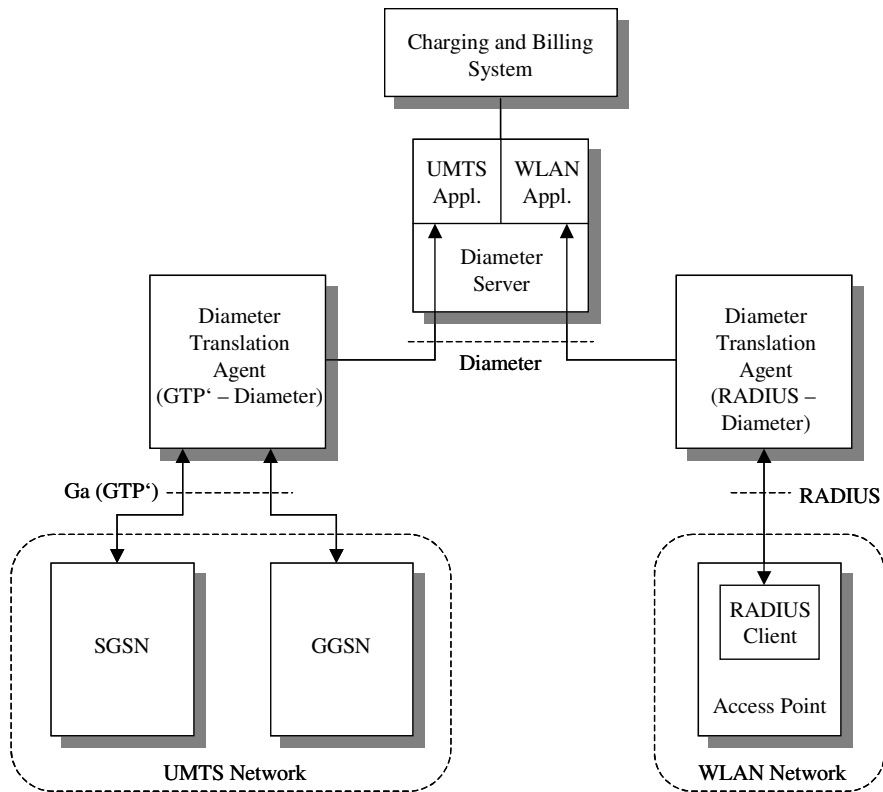 Charging and Billing
System
UMTS
Appl.
WLAN
Appl.
Diameter
Server
Diameter
Translation
Agent
(GTP‘ – Diameter)
Diameter
Diameter
Translation
Agent
(RADIUS –
Diameter)
Ga (GTP‘)
RADIUS
SGSN
GGSN
RADIUS
Client
Access Point
UMTS Network
WLAN Network